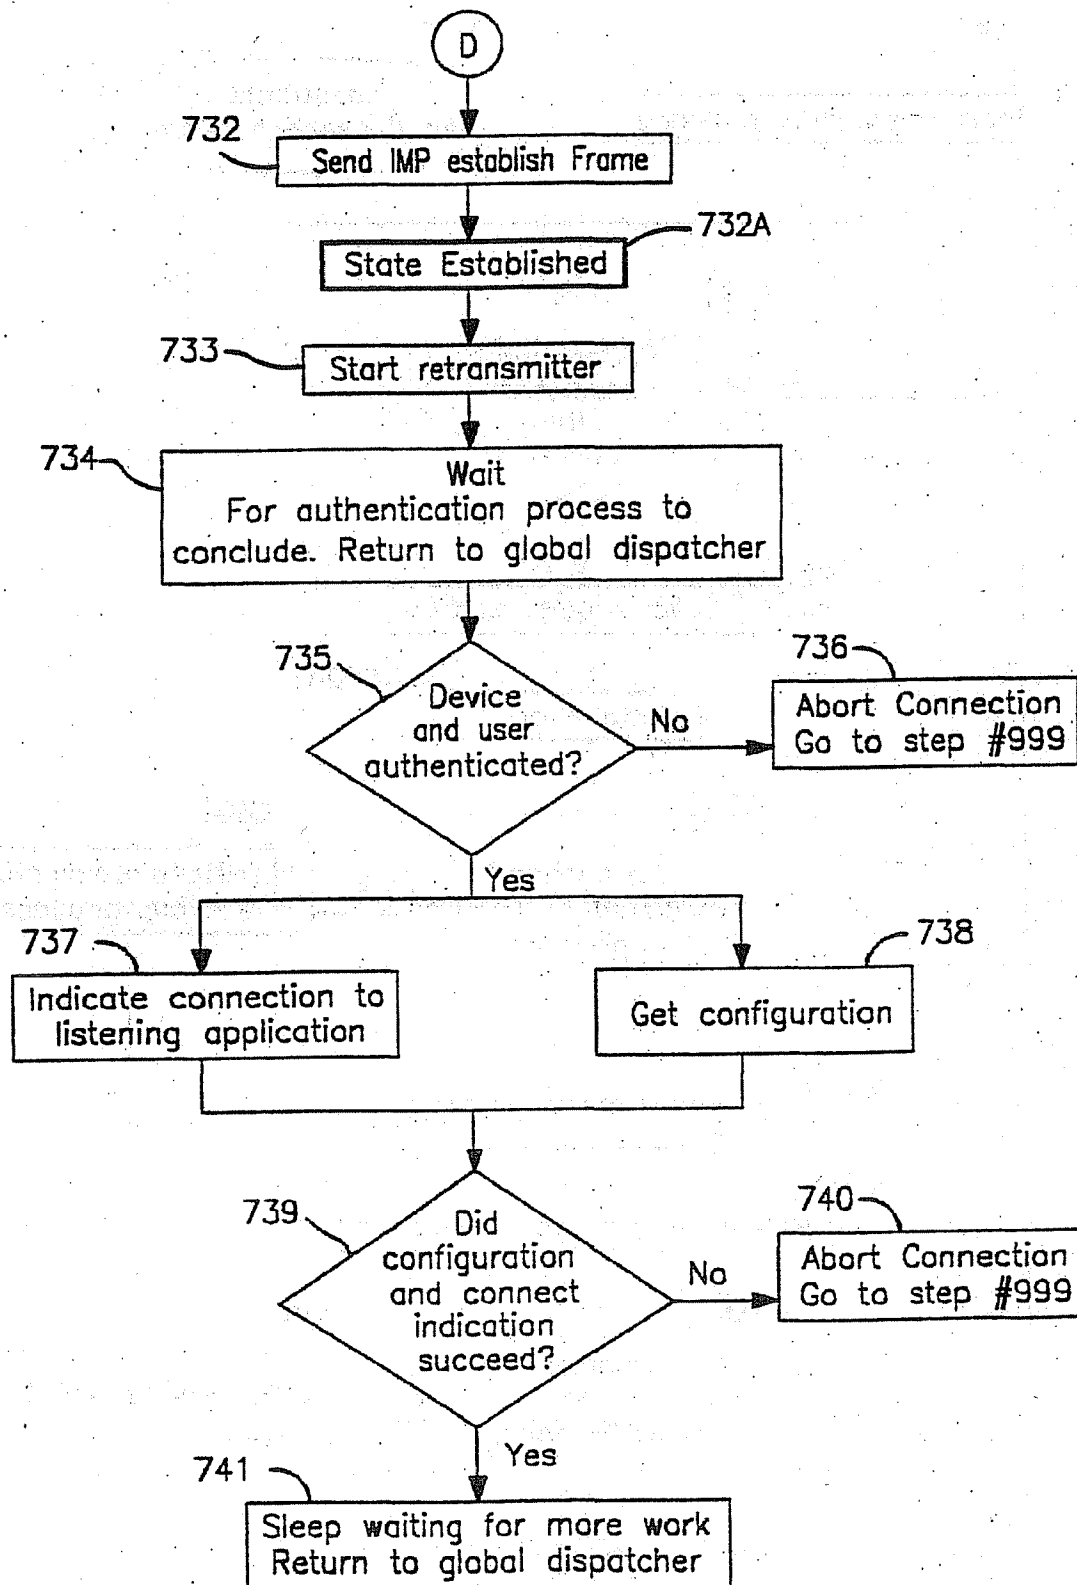 D
732
Send IMP establish Frame
732A
State Established
733
Start retransmitter
734
Wait
For authentication process to
conclude. Return to global dispatcher
735
Device
and user
authenticated?
No
736
Abort Connection
Go to step #999
Yes
737
Indicate connection to
listening application
738
Get configuration
739
Did
configuration
and connect
indication
succeed?
No
740
Abort Connection
Go to step #999
Yes
741
Sleep waiting for more work
Return to global dispatcher